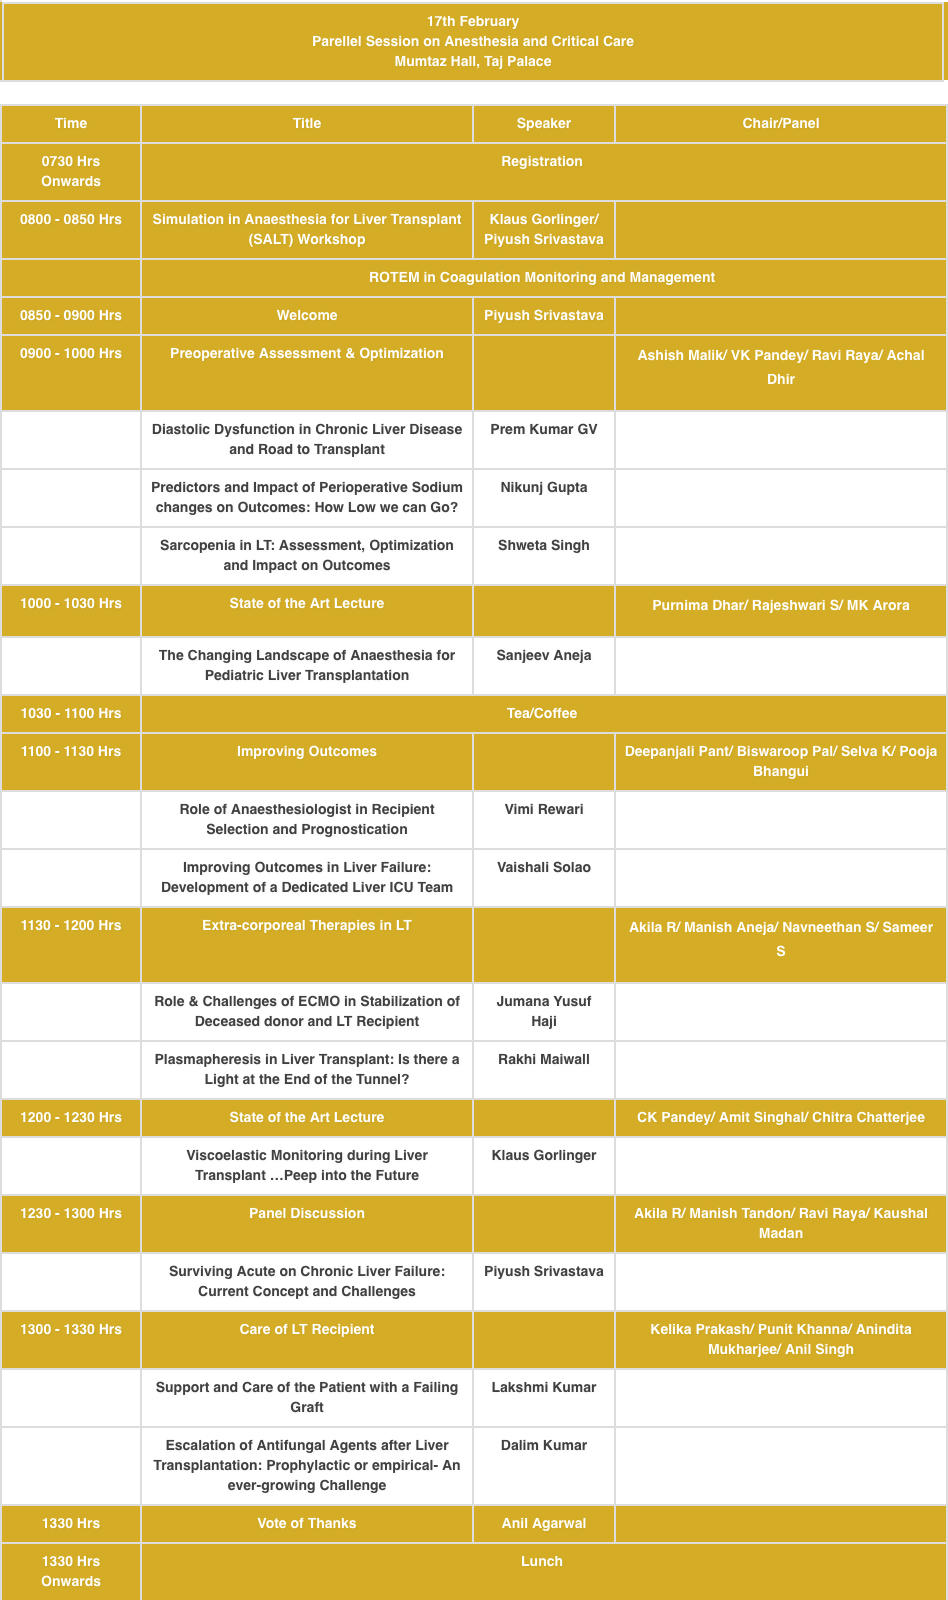 17th February
Parellel Session on Anesthesia and Critical Care
Mumtaz Hall, Taj Palace
Time Title Speaker Chair/Panel
0730 Hrs Registration
Onwards
0800 - 0850 Hrs Simulation in Anaesthesia for Liver Transplant Klaus Gorlinger/
(SALT) Workshop Piyush Srivastava
ROTEM in Coagulation Monitoring and Management
0850 - 0900 Hrs Welcome Piyush Srivastava
0900 - 1000 Hrs Preoperative Assessment & Optimization Ashish Malik/ VK Pandey/ Ravi Raya/ Achal
Dhir
Diastolic Dysfunction in Chronic Liver Disease Prem Kumar GV
and Road to Transplant
Predictors and Impact of Perioperative Sodium Nikunj Gupta
changes on Outcomes: How Low we can Go?
Sarcopenia in LT: Assessment, Optimization Shweta Singh
and Impact on Outcomes
1000 - 1030 Hrs State of the Art Lecture Purnima Dhar/ Rajeshwari S/ MK Arora
The Changing Landscape of Anaesthesia for Sanjeev Aneja
Pediatric Liver Transplantation
1030 - 1100 Hrs Tea/Coffee
1100 - 1130 Hrs Improving Outcomes Deepanjali Pant/ Biswaroop Pal/ Selva K/ Pooja
Bhangui
Role of Anaesthesiologist in Recipient Vimi Rewari
Selection and Prognostication
Improving Outcomes in Liver Failure: Vaishali Solao
Development of a Dedicated Liver ICU Team
1130 - 1200 Hrs Extra-corporeal Therapies in LT Akila R/ Manish Aneja/ Navneethan S/ Sameer
S
Role & Challenges of ECMO in Stabilization of Jumana Yusuf
Deceased donor and LT Recipient Haji
Plasmapheresis in Liver Transplant: Is there a Rakhi Maiwall
Light at the End of the Tunnel?
1200 - 1230 Hrs State of the Art Lecture CK Pandey/ Amit Singhal/ Chitra Chatterjee
Viscoelastic Monitoring during Liver Klaus Gorlinger
Transplant …Peep into the Future
1230 - 1300 Hrs Panel Discussion Akila R/ Manish Tandon/ Ravi Raya/ Kaushal
Madan
Surviving Acute on Chronic Liver Failure: Piyush Srivastava
Current Concept and Challenges
1300 - 1330 Hrs Care of LT Recipient Kelika Prakash/ Punit Khanna/ Anindita
Mukharjee/ Anil Singh
Support and Care of the Patient with a Failing Lakshmi Kumar
Graft
Escalation of Antifungal Agents after Liver Dalim Kumar
Transplantation: Prophylactic or empirical- An
ever-growing Challenge
1330 Hrs Vote of Thanks Anil Agarwal
1330 Hrs Lunch
Onwards